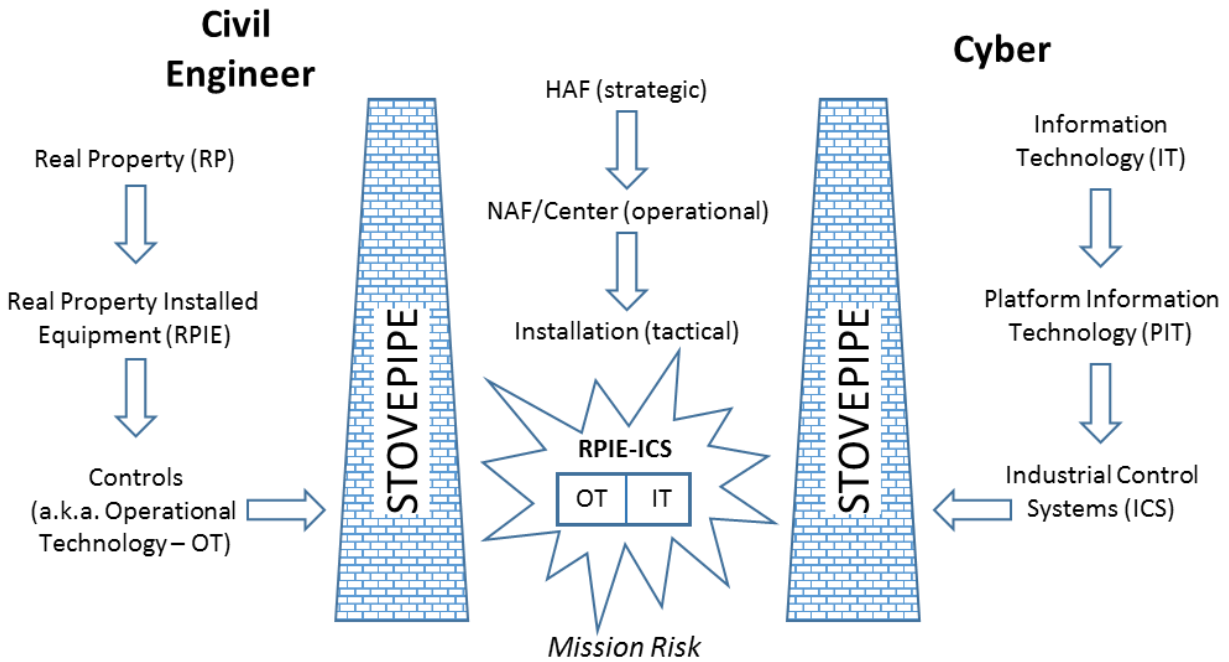 Civil
Engineer
Real Property (RP)
Real Property Installed
Equipment (RPIE)
Controls
(a.k.a. Operational
Technology – OT)
STOVEPIPE
HAF (strategic)
NAF/Center (operational)
Installation (tactical)
RPIE-ICS
OT IT
Mission Risk
STOVEPIPE
Cyber
Information
Technology (IT)
Platform Information
Technology (PIT)
Industrial Control
Systems (ICS)